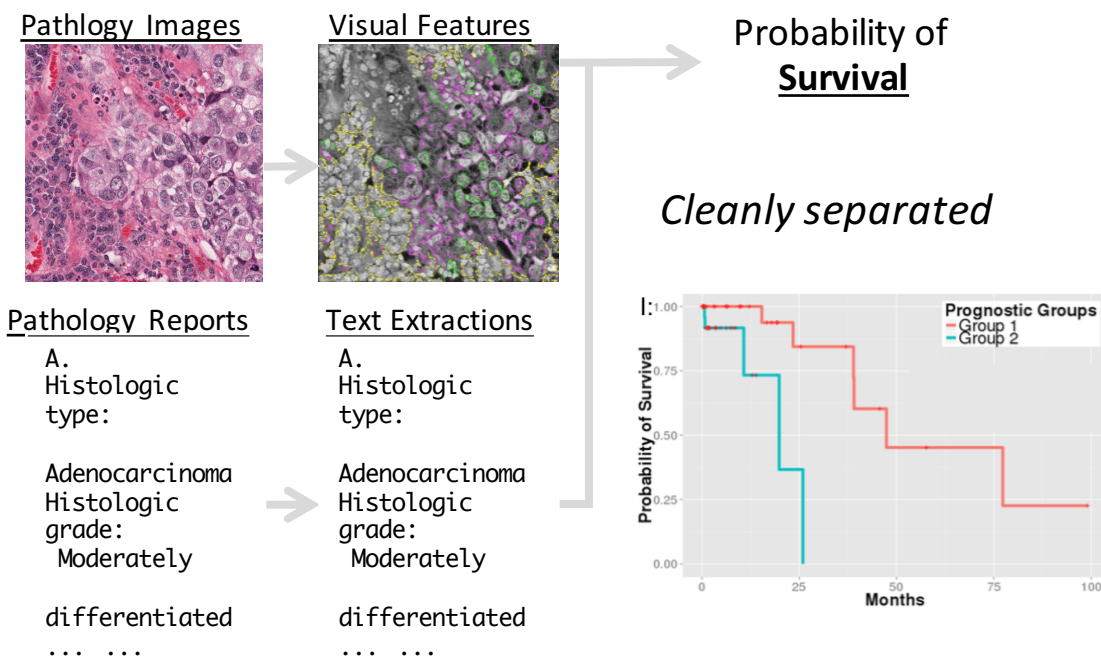 Pathlogy Images
Visual Features
Probability of
Survival
Cleanly separated
Pathology Reports
A.
Histologic
type:
Adenocarcinoma
Histologic
grade:
Moderately
differentiated
... ...
Text Extractions
A.
Histologic
type:
Adenocarcinoma
Histologic
grade:
Moderately
differentiated
... ...
l:
Prognostic Groups
Group 1
Group 2
Probability of Survival
1.00
0.75
0.50
0.25
0.00
0 25 50 75 100
Months